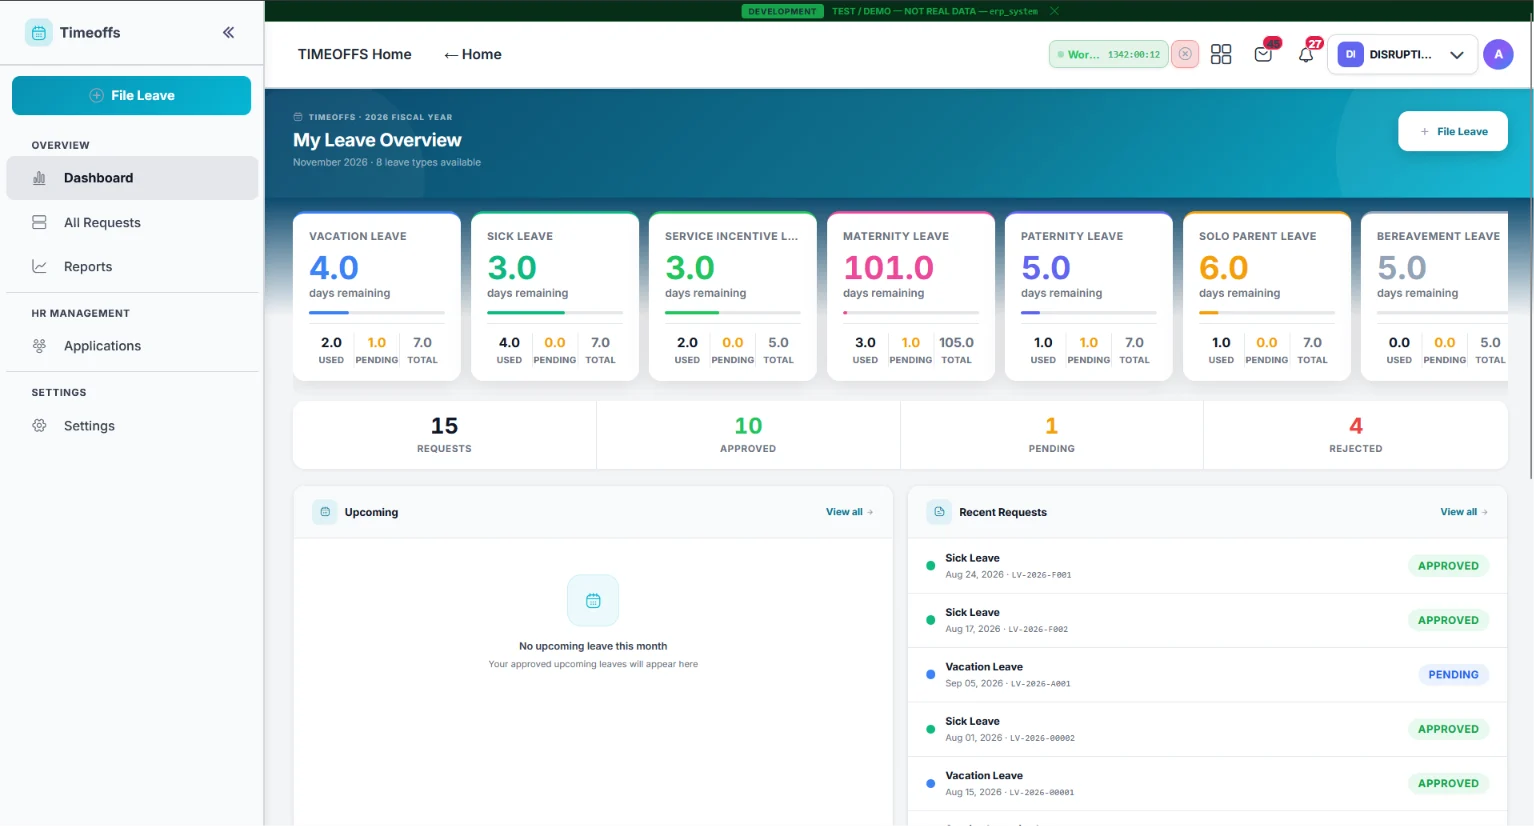 DEVELOPMENT TEST / DEMO — NOT REAL DATA — erp_system
Timeoffs
File Leave
OVERVIEW
Dashboard
All Requests
Reports
HR MANAGEMENT
Applications
SETTINGS
Settings
TIMEOFFS Home
← Home
Wor... 1342:00:12
45
27
DI DISRUPTI...
A
TIMEOFFS · 2026 FISCAL YEAR
My Leave Overview
November 2026 · 8 leave types available
+ File Leave
VACATION LEAVE
4.0
days remaining
2.0 1.0 7.0
USED PENDING TOTAL
SICK LEAVE
3.0
days remaining
4.0 0.0 7.0
USED PENDING TOTAL
SERVICE INCENTIVE L...
3.0
days remaining
2.0 0.0 5.0
USED PENDING TOTAL
MATERNITY LEAVE
101.0
days remaining
3.0 1.0 105.0
USED PENDING TOTAL
PATERNITY LEAVE
5.0
days remaining
1.0 1.0 7.0
USED PENDING TOTAL
SOLO PARENT LEAVE
6.0
days remaining
1.0 0.0 7.0
USED PENDING TOTAL
BEREAVEMENT LEAVE
5.0
days remaining
0.0 0.0 5.0
USED PENDING TOTAL
15
REQUESTS
10
APPROVED
1
PENDING
4
REJECTED
Upcoming
View all →
No upcoming leave this month
Your approved upcoming leaves will appear here
Recent Requests
View all →
Sick Leave
Aug 24, 2026 · LV-2026-F001
APPROVED
Sick Leave
Aug 17, 2026 · LV-2026-F002
APPROVED
Vacation Leave
Sep 05, 2026 · LV-2026-A001
PENDING
Sick Leave
Aug 01, 2026 · LV-2026-00002
APPROVED
Vacation Leave
Aug 15, 2026 · LV-2026-00001
APPROVED